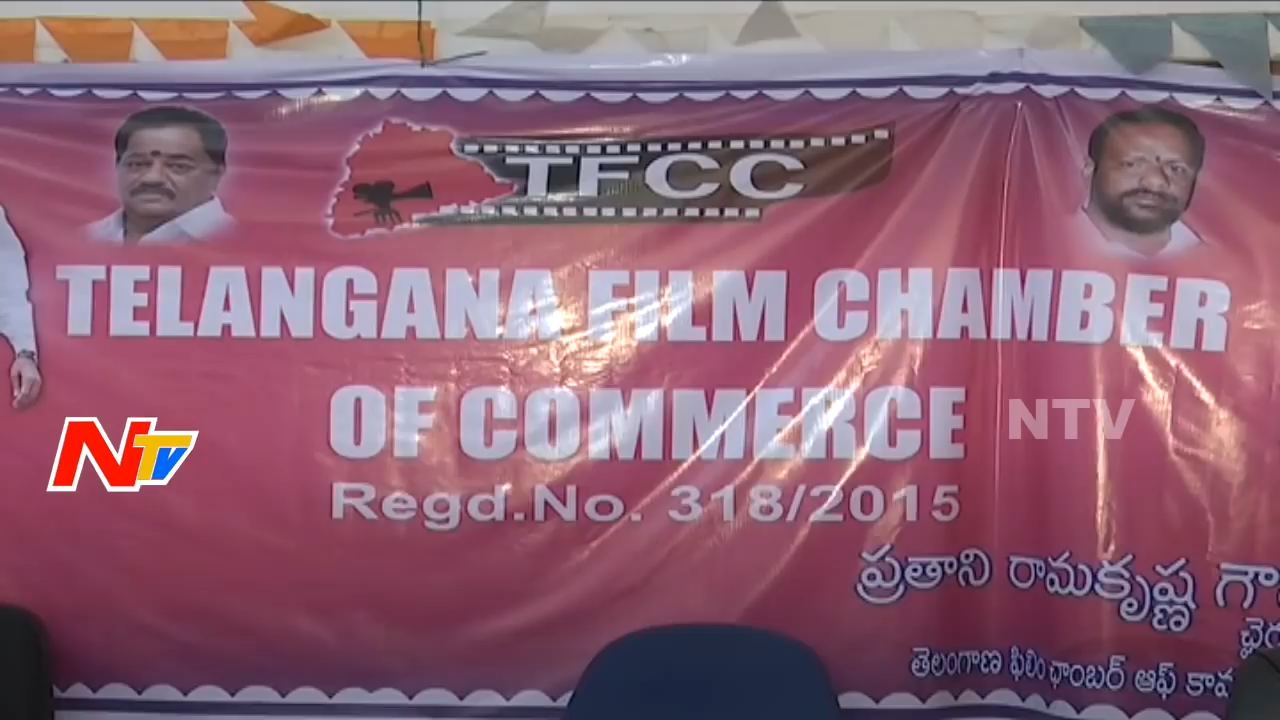 TFCC
TELANGANA FILM CHAMBER
OF COMMERCE
NTV
NTV
Regd.No. 318/2015
ప్రతాని రామకృష్ణ
తెలంగాణ ఫిలిం ఛాంబర్ ఆఫ్